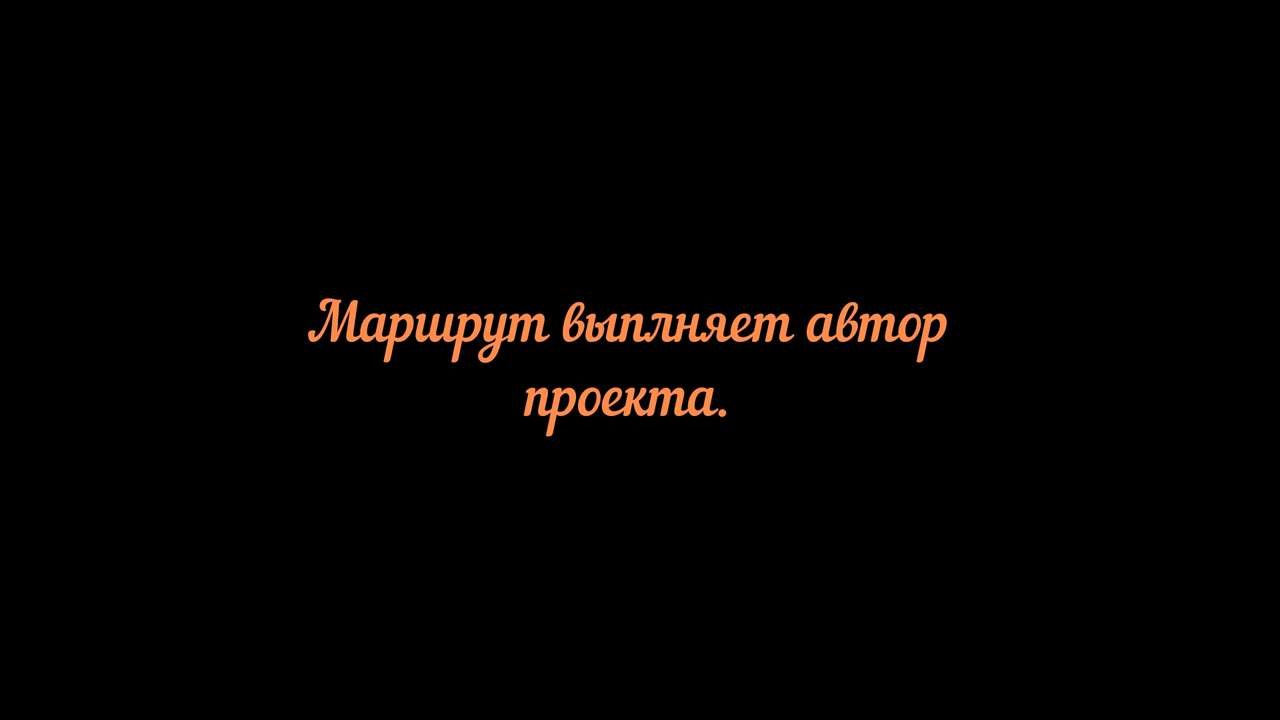 Маршрут выплняет автор
проекта.